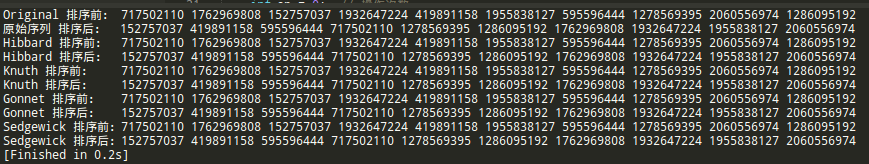 Original 排序前: 717502110 1762969808 152757037 1932647224 419891158 1955838127 595596444 1278569395 2060556974 1286095192
原始序列 排序后: 152757037 419891158 595596444 717502110 1278569395 1286095192 1762969808 1932647224 1955838127 2060556974
Hibbard 排序前: 717502110 1762969808 152757037 1932647224 419891158 1955838127 595596444 1278569395 2060556974 1286095192
Hibbard 排序后: 152757037 419891158 595596444 717502110 1278569395 1286095192 1762969808 1932647224 1955838127 2060556974
Knuth 排序前: 717502110 1762969808 152757037 1932647224 419891158 1955838127 595596444 1278569395 2060556974 1286095192
Knuth 排序后: 152757037 419891158 595596444 717502110 1278569395 1286095192 1762969808 1932647224 1955838127 2060556974
Gonnet 排序前: 717502110 1762969808 152757037 1932647224 419891158 1955838127 595596444 1278569395 2060556974 1286095192
Gonnet 排序后: 152757037 419891158 595596444 717502110 1278569395 1286095192 1762969808 1932647224 1955838127 2060556974
Sedgewick 排序前: 717502110 1762969808 152757037 1932647224 419891158 1955838127 595596444 1278569395 2060556974 1286095192
Sedgewick 排序后: 152757037 419891158 595596444 717502110 1278569395 1286095192 1762969808 1932647224 1955838127 2060556974
[Finished in 0.2s]